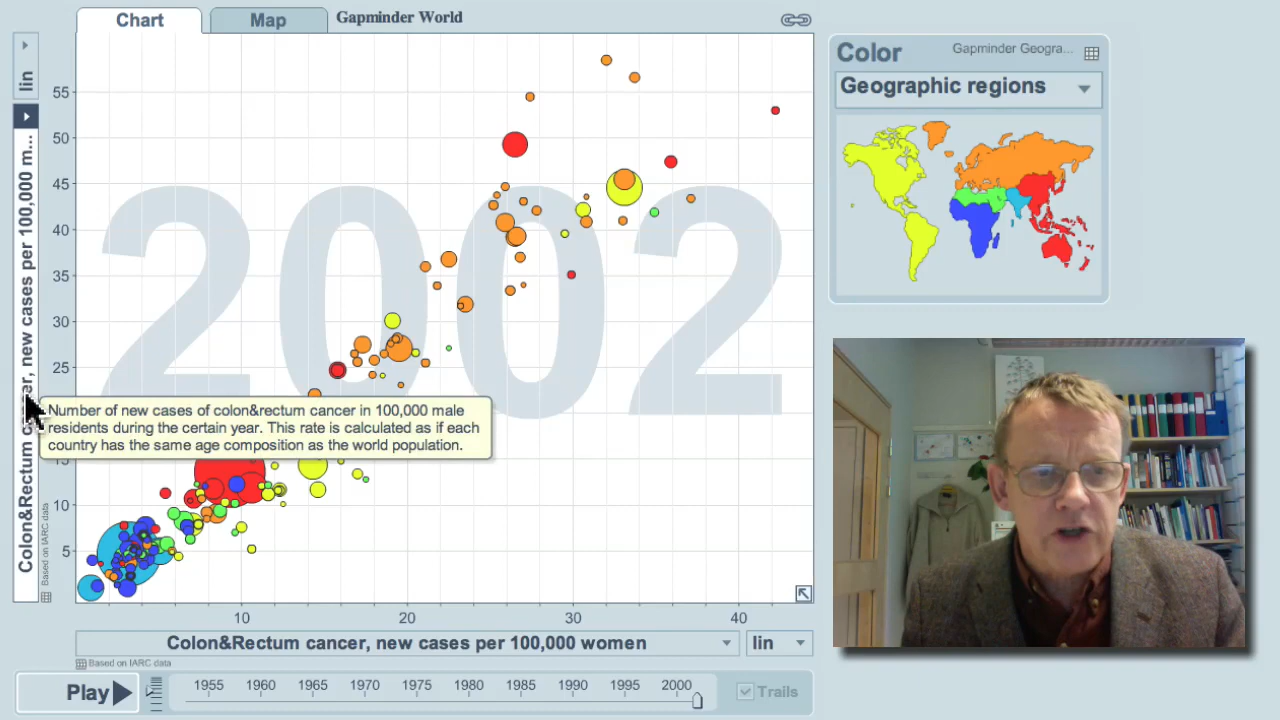 Chart
Map
Gapminder World
lin
Colon&Rectum cancer, new cases per 100,000 m...
Based on IARC data
2002
55
50
45
40
35
30
25
15
10
5
Number of new cases of colon&rectum cancer in 100,000 male
residents during the certain year. This rate is calculated as if each
country has the same age composition as the world population.
10
20
30
40
Colon&Rectum cancer, new cases per 100,000 women
lin
Based on IARC data
Play
1955
1960
1965
1970
1975
1980
1985
1990
1995
2000
Trails
Color
Gapminder Geogra...
Geographic regions